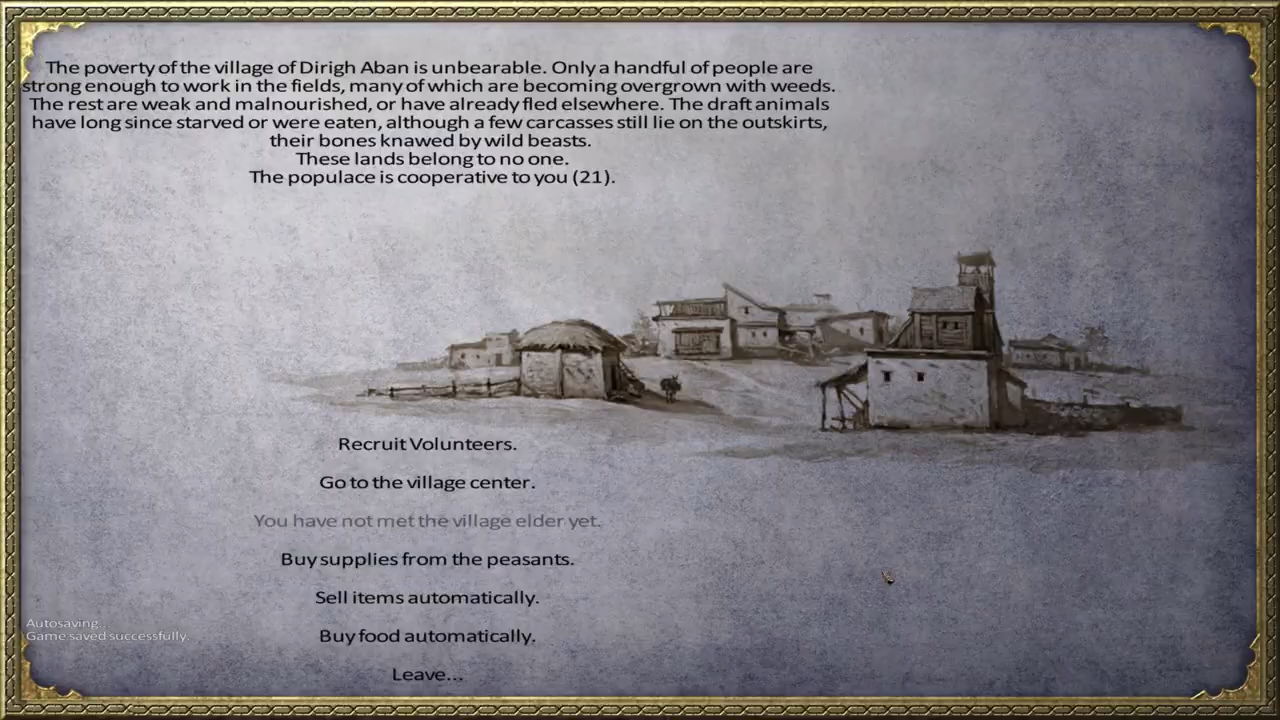 The poverty of the village of Dirigh Aban is unbearable. Only a handful of people are
strong enough to work in the fields, many of which are becoming overgrown with weeds.
The rest are weak and malnourished, or have already fled elsewhere. The draft animals
have long since starved or were eaten, although a few carcasses still lie on the outskirts,
their bones knawed by wild beasts.
These lands belong to no one.
The populace is cooperative to you (21).
Recruit Volunteers.
Go to the village center.
You have not met the village elder yet.
Buy supplies from the peasants.
Sell items automatically.
Buy food automatically.
Leave...
Autosaving...
Game saved successfully.